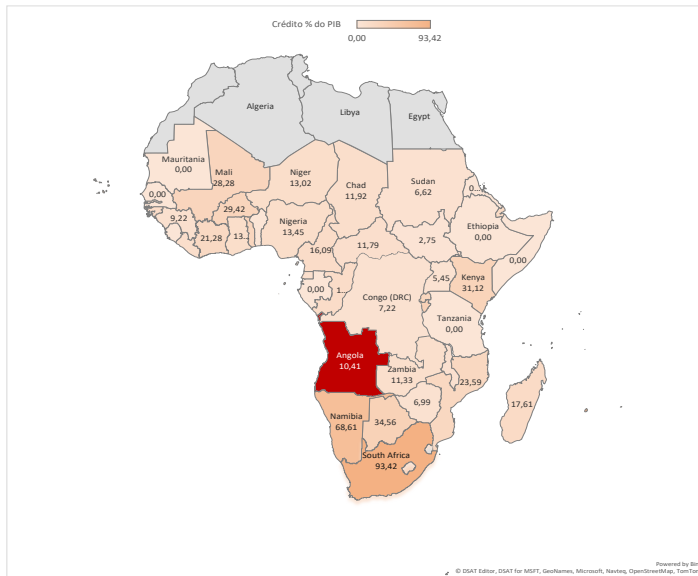 Crédito % do PIB
0,00 93,42
Algeria
Libya
Egypt
Mauritania
0,00
Mali
28,28
Niger
13,02
Chad
11,92
Sudan
6,62
0...
0,00
9,22
29,42
Nigeria
13,45
Ethiopia
0,00
21,28
13...
16,09
11,79
2,75
0,00
0,00
1...
Congo (DRC)
7,22
5,45
Kenya
31,12
Tanzania
0,00
Angola
10,41
Zambia
11,33
23,59
6,99
17,61
Namibia
68,61
34,56
South Africa
93,42
Powered by Bin
© DSAT Editor, DSAT for MSFT, GeoNames, Microsoft, Navteq, OpenStreetMap, TomTom